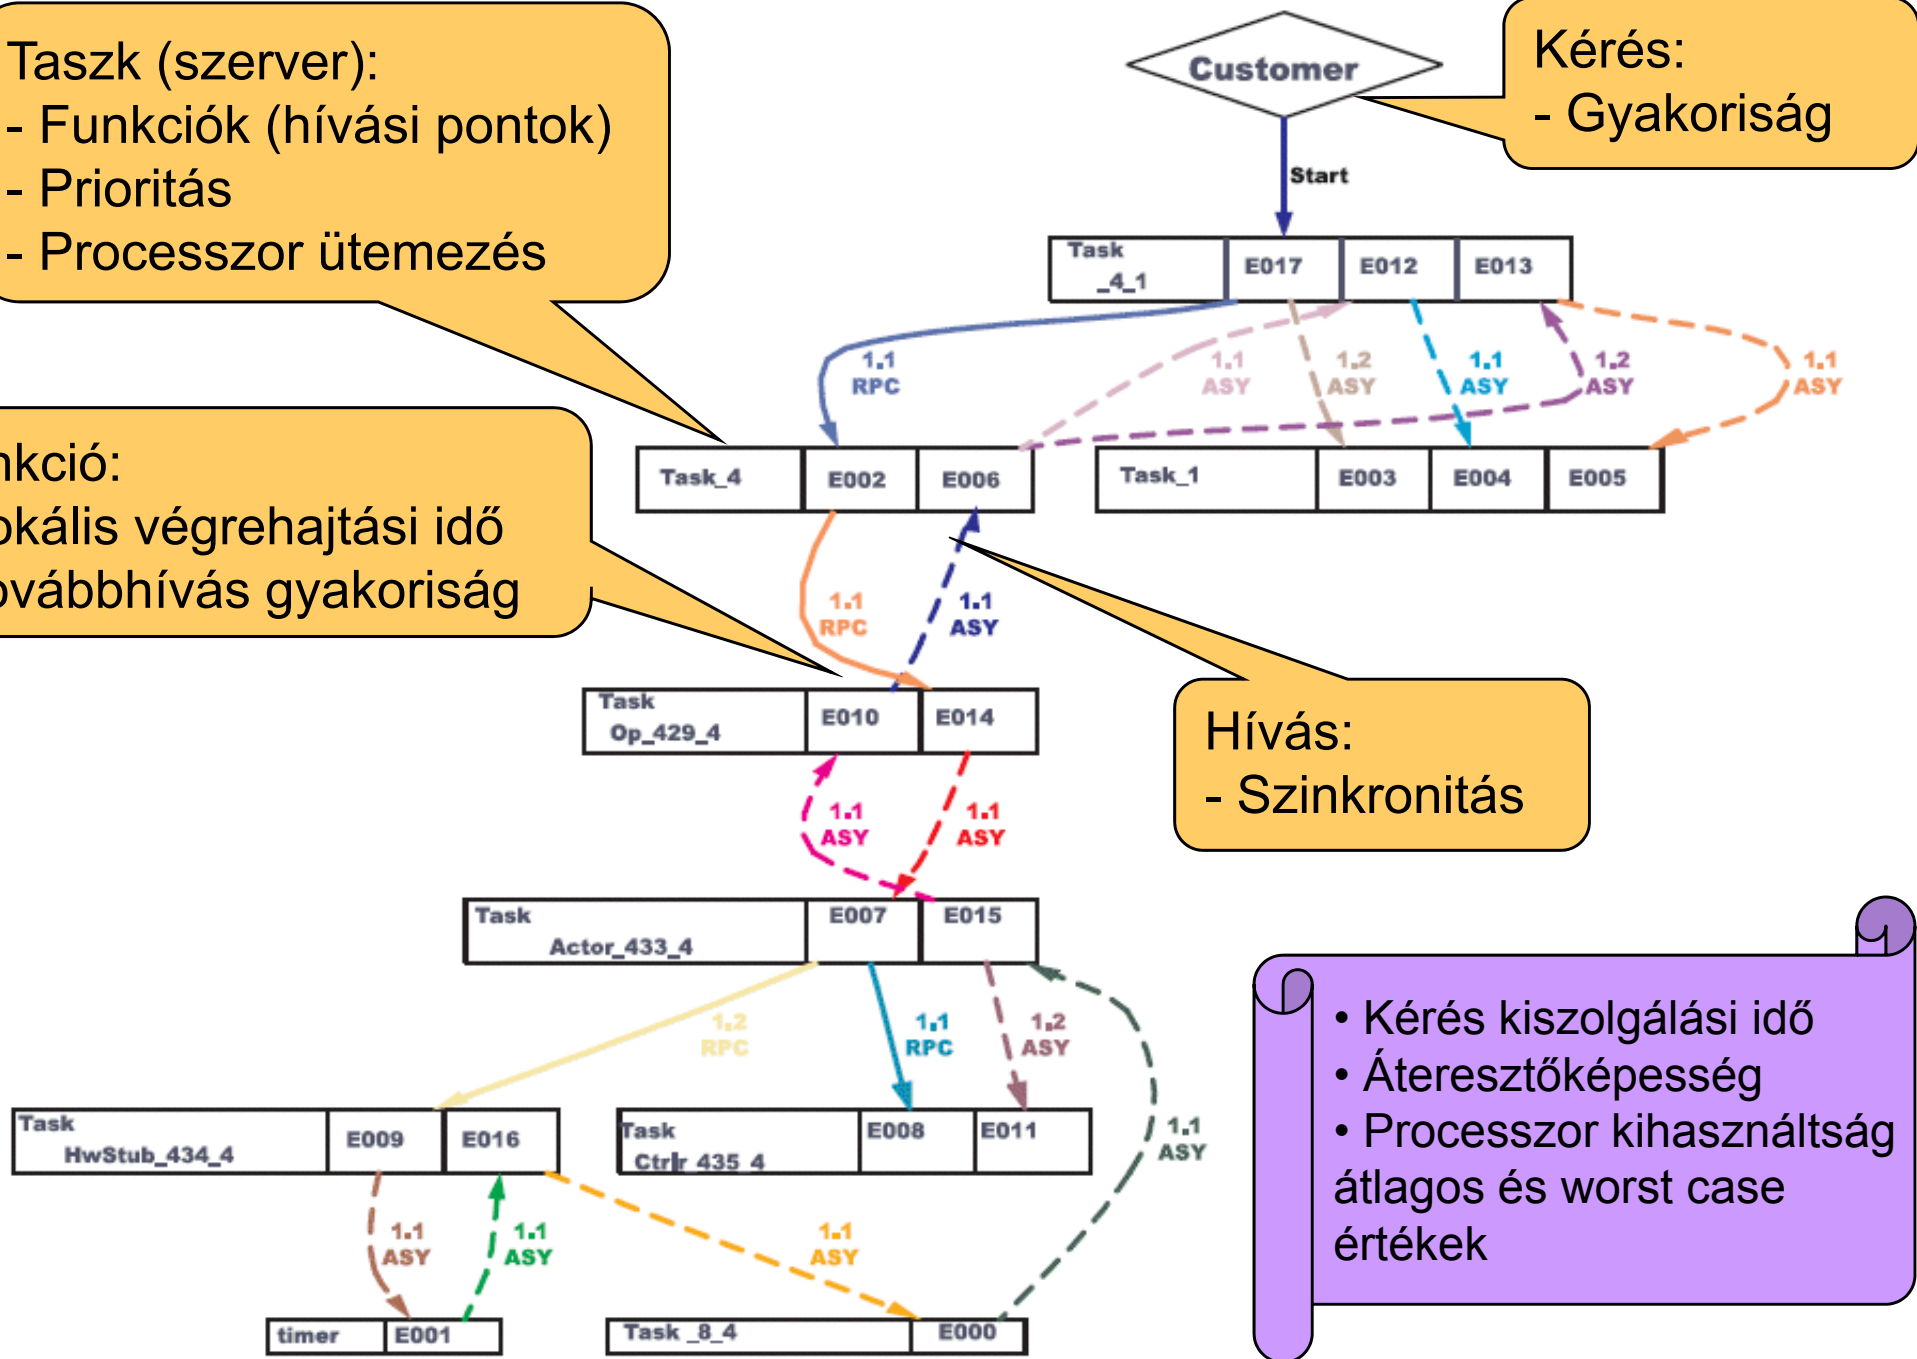 Taszk (szerver):
- Funkciók (hívási pontok)
- Prioritás
- Processzor ütemezés
Customer
Kérés:
- Gyakoriság
Start
Task
_4_1
E017
E012
E013
1.1
RPC
1.1
ASY
1.2
ASY
1.1
ASY
1.2
ASY
1.1
ASY
nkció:
okális végrehajtási idő
ovábbhívás gyakoriság
Task_4
E002
E006
Task_1
E003
E004
E005
1.1
RPC
1.1
ASY
Task
Op_429_4
E010
E014
Hívás:
- Szinkronitás
1.1
ASY
1.1
ASY
Task
Actor_433_4
E007
E015
1.2
RPC
1.1
RPC
1.2
ASY
1.1
ASY
• Kérés kiszolgálási idő
• Áteresztőképesség
• Processzor kihasználtság
átlagos és worst case
értékek
Task
HwStub_434_4
E009
E016
Task
Ctrlr_435_4
E008
E011
1.1
ASY
1.1
ASY
1.1
ASY
timer
E001
Task _8_4
E000